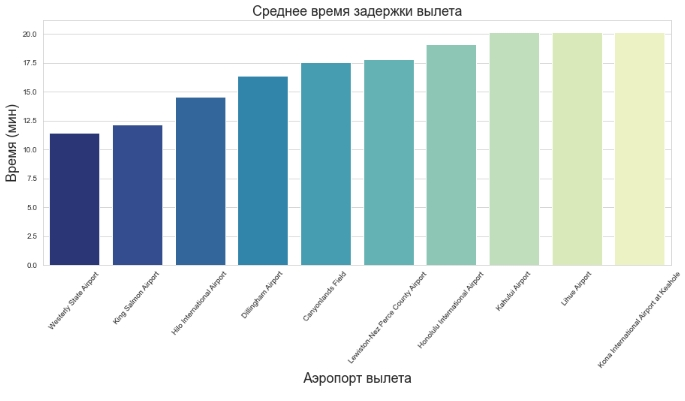 Среднее время задержки вылета
Время (мин)
20.0
17.5
15.0
12.5
10.0
7.5
5.0
2.5
0.0
Westerly State Airport
King Salmon Airport
Hilo International Airport
Dillingham Airport
Canyonlands Field
Lewiston-Nez Perce County Airport
Honolulu International Airport
Kahului Airport
Lihue Airport
Kona International Airport at Keahole
Аэропорт вылета